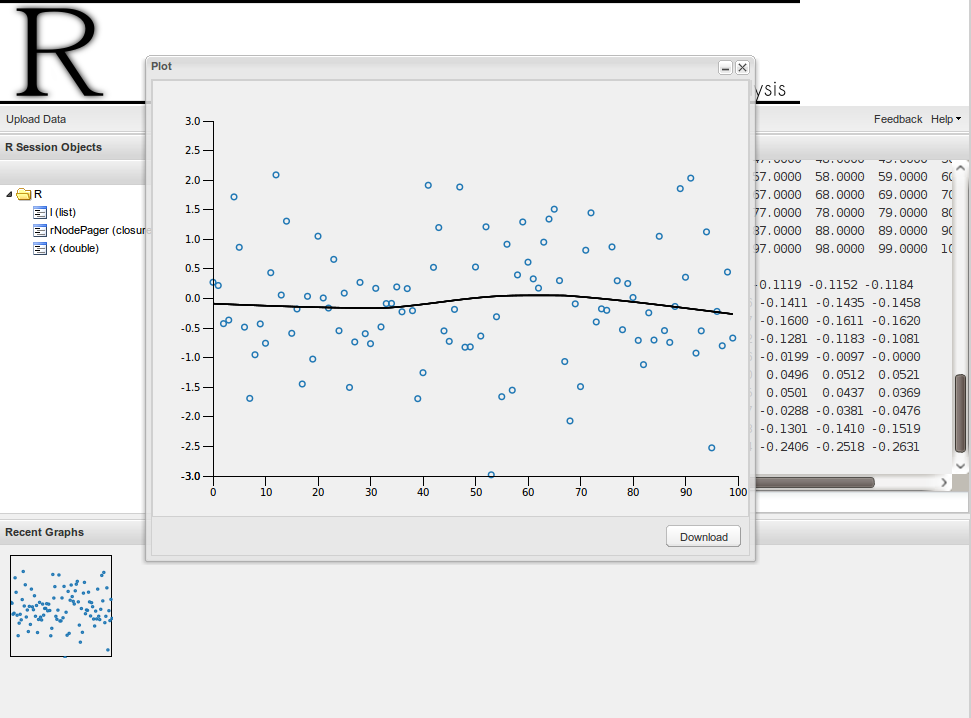 R
ysis
Upload Data
Feedback Help
R Session Objects
R
l (list)
rNodePager (closure
x (double)
Plot
3.0
2.5
2.0
1.5
1.0
0.5
0.0
-0.5
-1.0
-1.5
-2.0
-2.5
-3.0
0 10 20 30 40 50 60 70 80 90 100
Download
57.0000 58.0000 59.0000 60
67.0000 68.0000 69.0000 70
77.0000 78.0000 79.0000 80
87.0000 88.0000 89.0000 90
97.0000 98.0000 99.0000 10
-0.1119 -0.1152 -0.1184
-0.1411 -0.1435 -0.1458
-0.1600 -0.1611 -0.1620
-0.1281 -0.1183 -0.1081
-0.0199 -0.0097 -0.0000
0.0496 0.0512 0.0521
0.0501 0.0437 0.0369
-0.0288 -0.0381 -0.0476
-0.1301 -0.1410 -0.1519
-0.2406 -0.2518 -0.2631
Recent Graphs